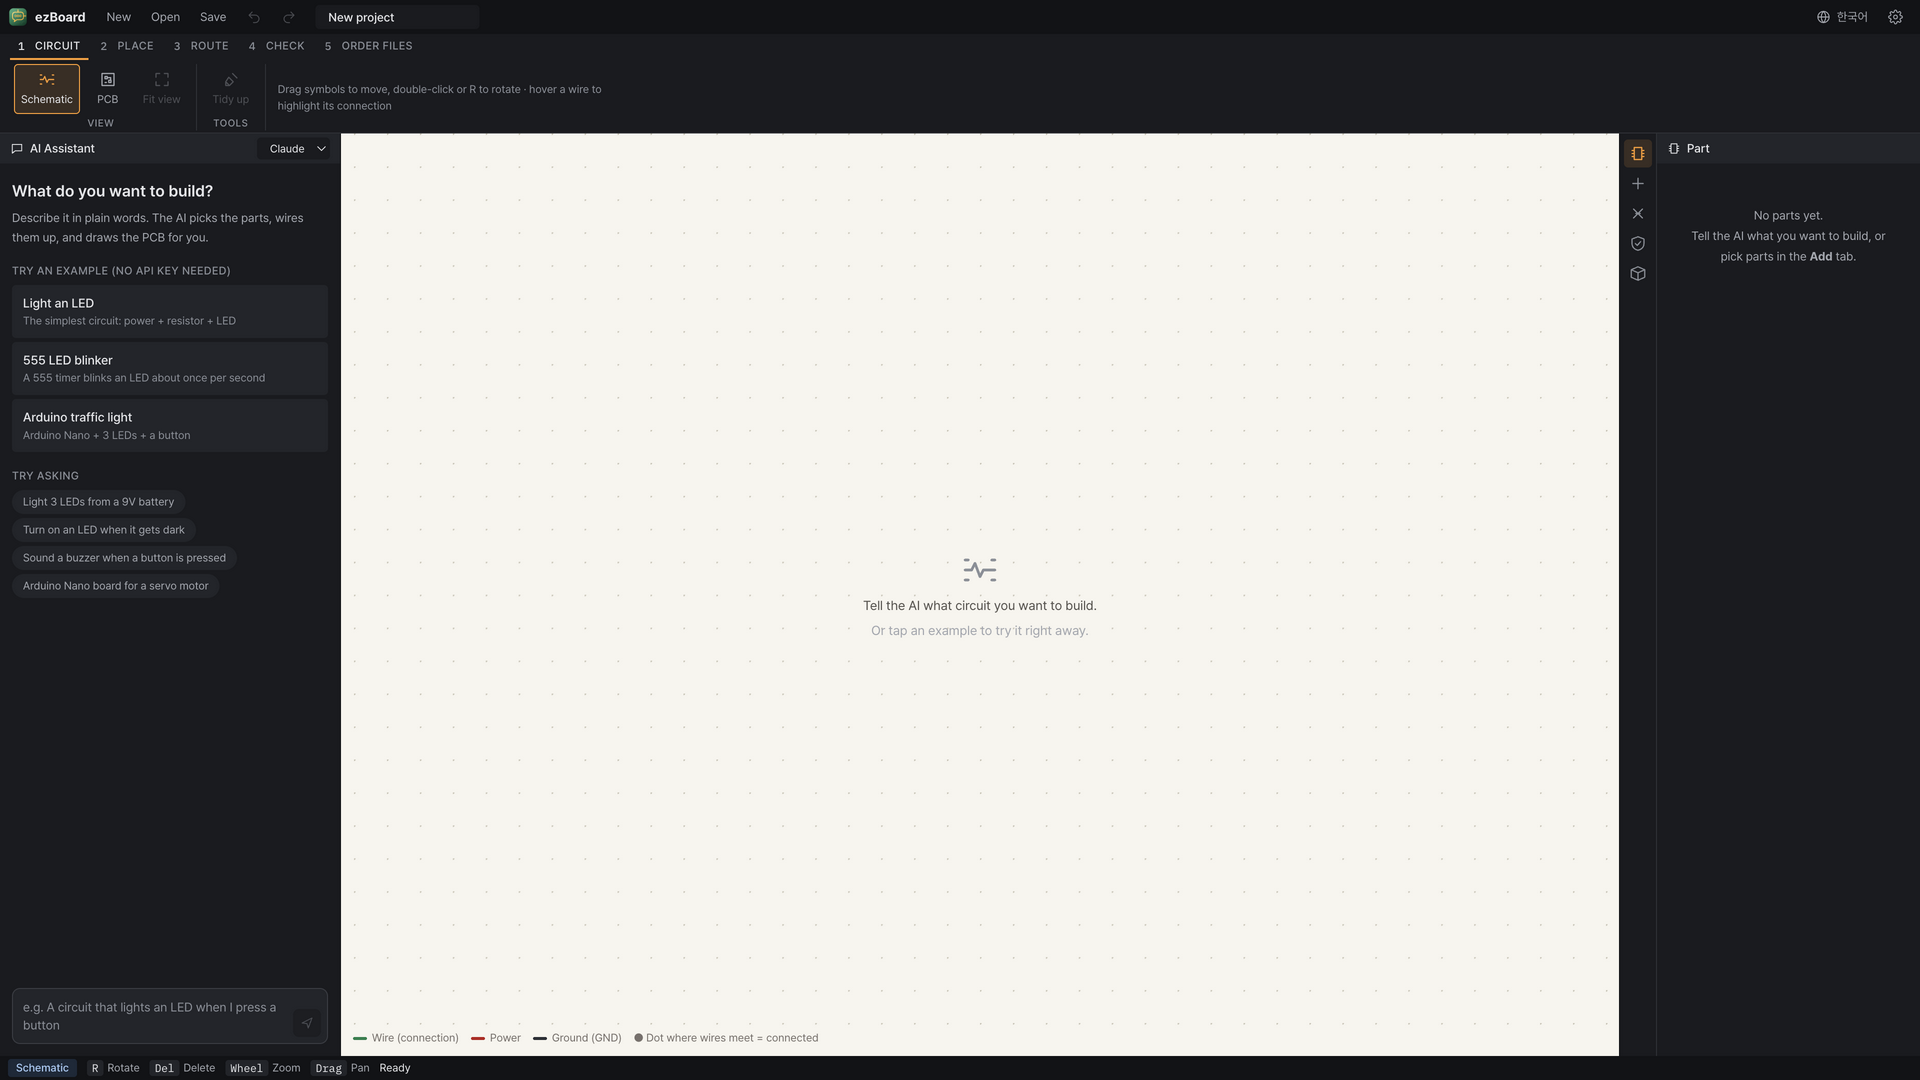 ezBoard New Open Save New project 한국어
1 CIRCUIT 2 PLACE 3 ROUTE 4 CHECK 5 ORDER FILES
Schematic PCB Fit view Tidy up
VIEW TOOLS
Drag symbols to move, double-click or R to rotate · hover a wire to
highlight its connection
AI Assistant Claude
What do you want to build?
Describe it in plain words. The AI picks the parts, wires
them up, and draws the PCB for you.
TRY AN EXAMPLE (NO API KEY NEEDED)
Light an LED
The simplest circuit: power + resistor + LED
555 LED blinker
A 555 timer blinks an LED about once per second
Arduino traffic light
Arduino Nano + 3 LEDs + a button
TRY ASKING
Light 3 LEDs from a 9V battery
Turn on an LED when it gets dark
Sound a buzzer when a button is pressed
Arduino Nano board for a servo motor
e.g. A circuit that lights an LED when I press a
button
Tell the AI what circuit you want to build.
Or tap an example to try it right away.
Wire (connection) Power Ground (GND) Dot where wires meet = connected
Part
No parts yet.
Tell the AI what you want to build, or
pick parts in the Add tab.
Schematic R Rotate Del Delete Wheel Zoom Drag Pan Ready